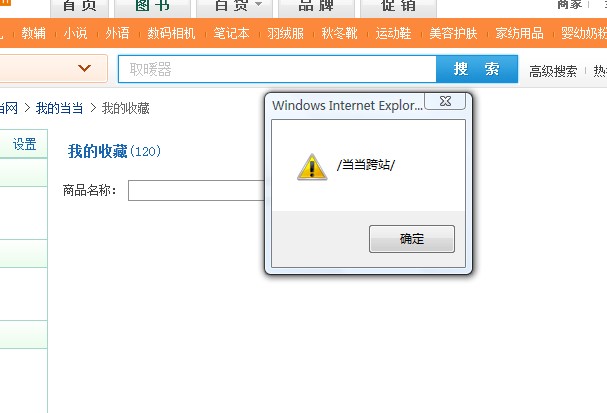 首页 图书 百货 品牌 促销 商家
教辅 小说 外语 数码相机 笔记本 羽绒服 秋冬靴 运动鞋 美容护肤 家纺用品 婴幼奶粉
取暖器 搜 索 高级搜索 热
当网 > 我的当当 > 我的收藏
Windows Internet Explor...
设置
我的收藏(120)
/当当跨站/
商品名称：
确定